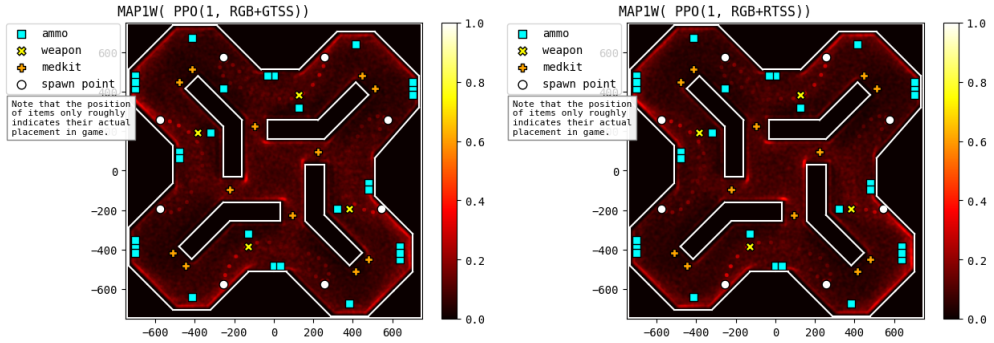 MAP1W( PPO(1, RGB+GTSS))
ammo
weapon
medkit
spawn point
Note that the position
of items only roughly
indicates their actual
placement in game.
600
400
0
−200
−400
−600
−600
−400
−200
0
200
400
600
1.0
0.8
0.6
0.4
0.2
0.0
MAP1W( PPO(1, RGB+RTSS))
ammo
weapon
medkit
spawn point
Note that the position
of items only roughly
indicates their actual
placement in game.
600
0
−200
−400
−600
−600
−400
−200
0
200
400
600
1.0
0.8
0.6
0.4
0.2
0.0